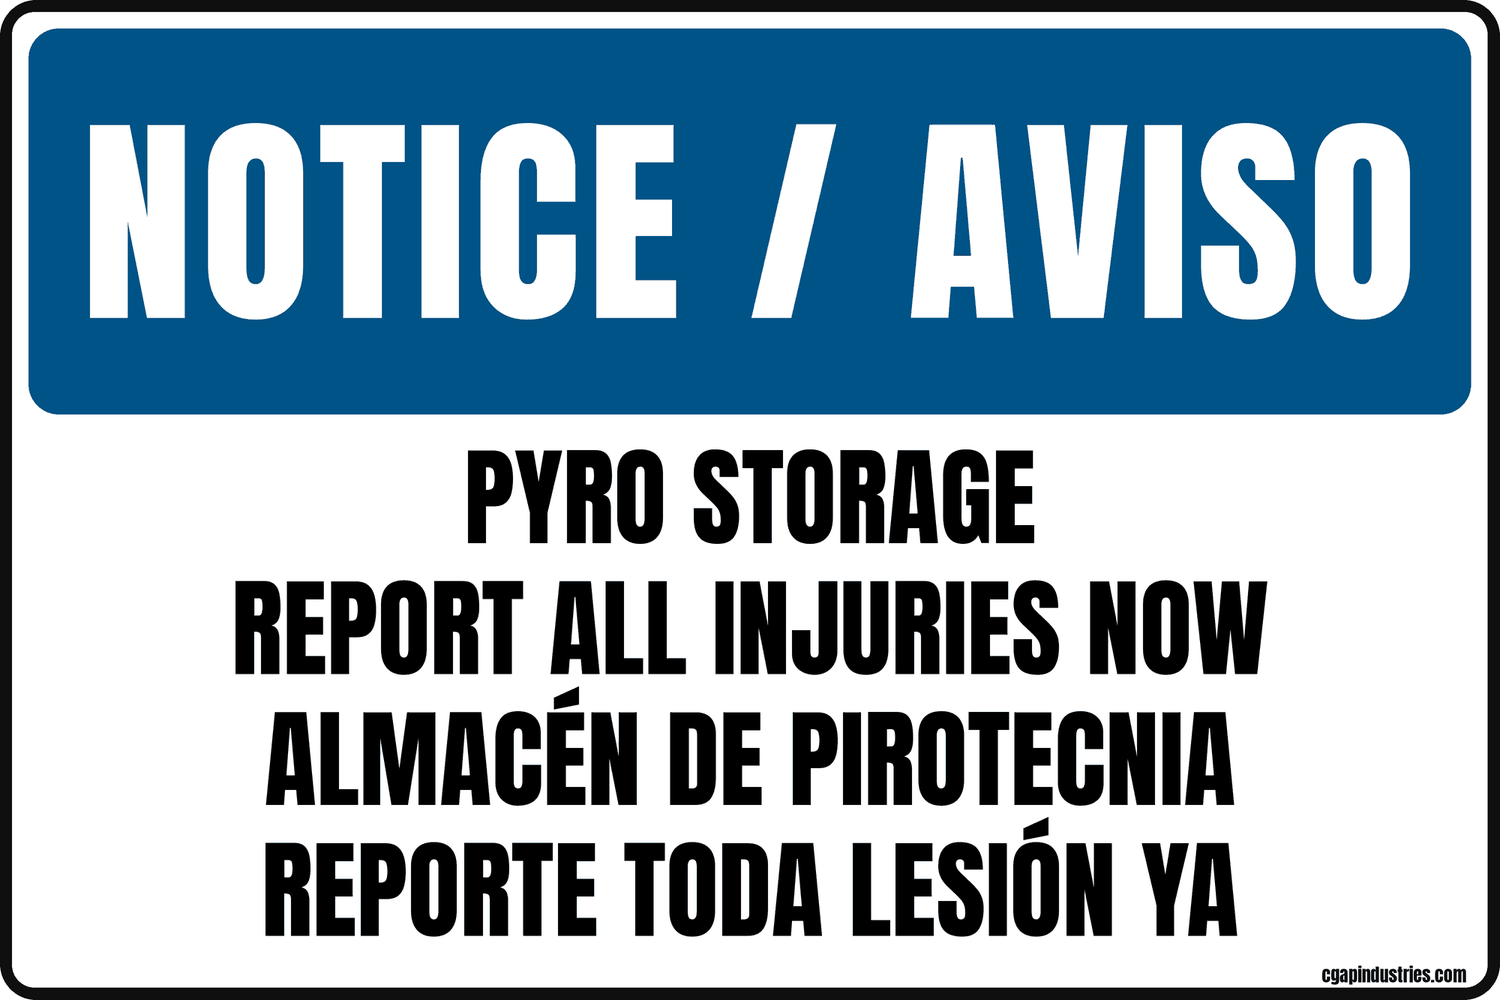 NOTICE / AVISO
PYRO STORAGE
REPORT ALL INJURIES NOW
ALMACÉN DE PIROTECNIA
REPORTE TODA LESIÓN YA
cgapindustries.com